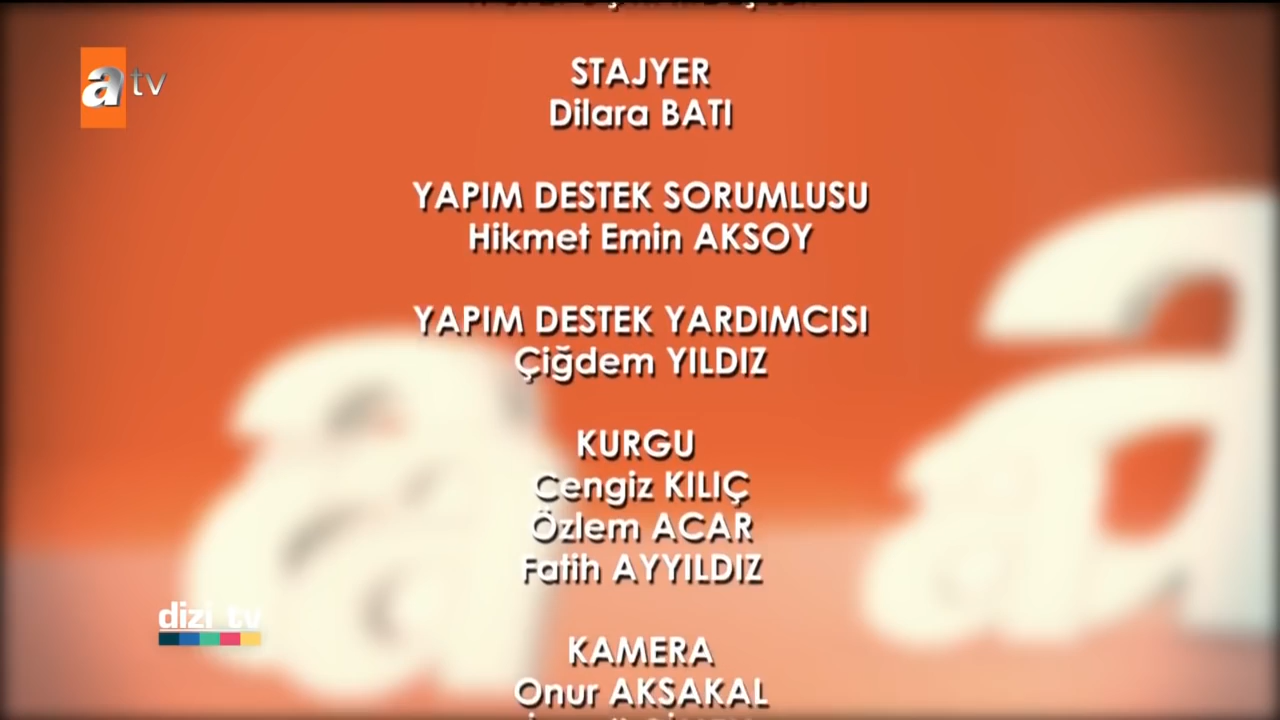 a tv
STAJYER
Dilara BATI
YAPIM DESTEK SORUMLUSU
Hikmet Emin AKSOY
YAPIM DESTEK YARDIMCISI
Çiğdem YILDIZ
KURGU
Cengiz KILIÇ
Özlem ACAR
Fatih AYYILDIZ
dizi tv
KAMERA
Onur AKSAKAL